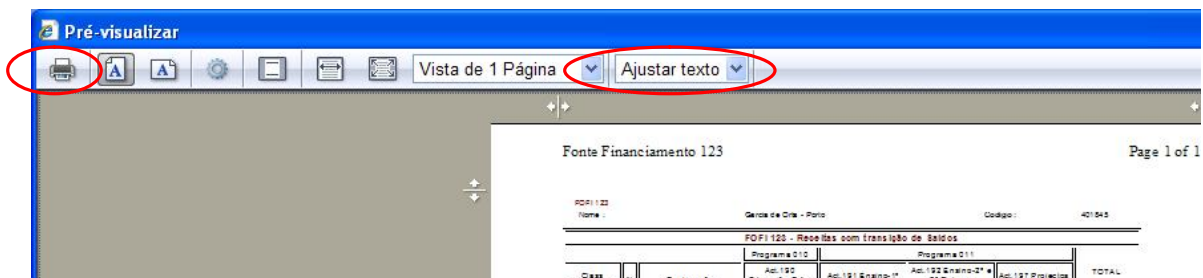 Pré-visualizar
A A Vista de 1 Página Ajustar texto
Fonte Financiamento 123 Page 1 of 1
FOFI 123
Nome : Garcia de Orta - Porto Codigo : 401845
FOFI 123 - Receitas com transição de Saldos
Programa 010 Programa 011
Class Act.190 Act.191 Ensino-1º Act.192 Ensino-2º e Act.197 Projectos TOTAL